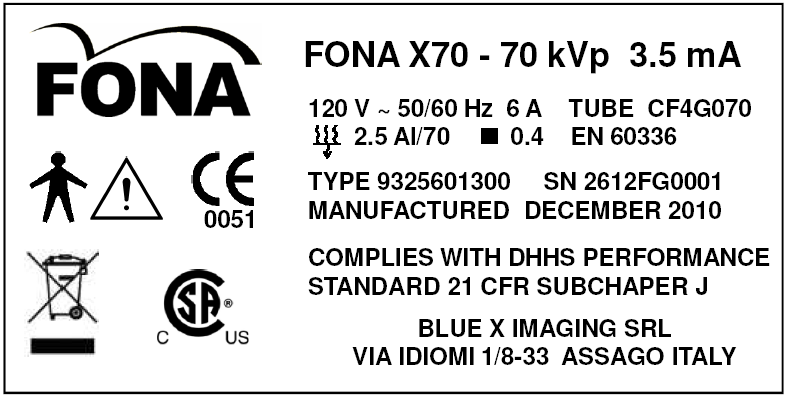 FONA
FONA X70 - 70 kVp 3.5 mA
120 V ~ 50/60 Hz 6 A TUBE CF4G070
2.5 Al/70 ■ 0.4 EN 60336
TYPE 9325601300 SN 2612FG0001
MANUFACTURED DECEMBER 2010
CE
0051
COMPLIES WITH DHHS PERFORMANCE
STANDARD 21 CFR SUBCHAPER J
CSA®
C US
BLUE X IMAGING SRL
VIA IDIOMI 1/8-33 ASSAGO ITALY